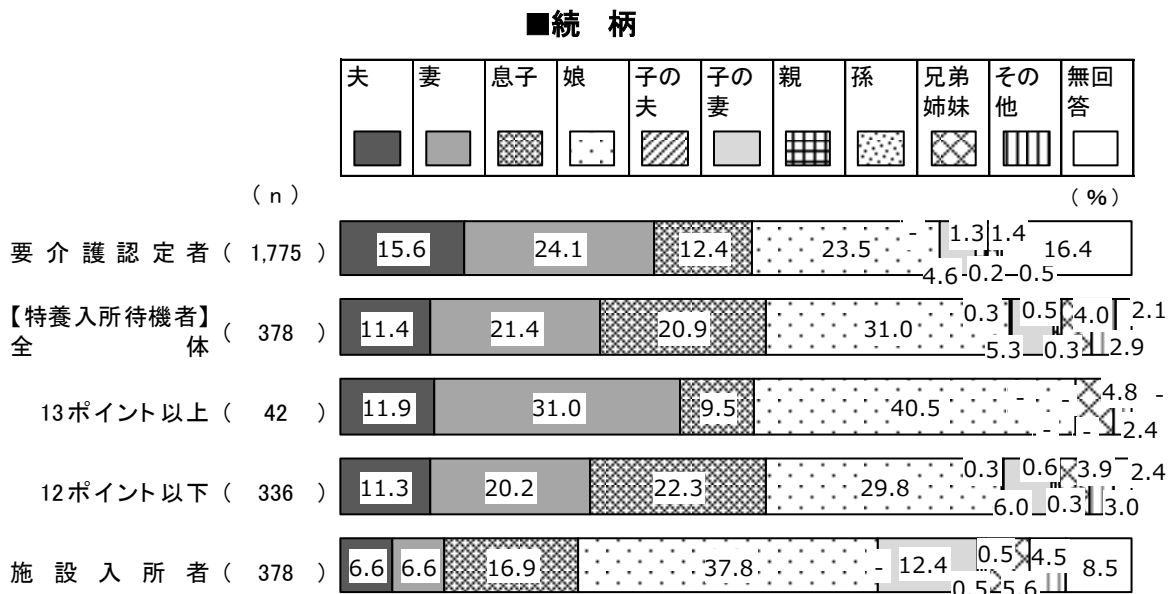 ■続　柄
夫 妻 息子 娘 子の夫 子の妻 親 孫 兄弟姉妹 その他 無回答
（ｎ） （％）
要介護認定者（ 1,775 ） 15.6 24.1 12.4 23.5 - 4.6 1.3 0.2 1.4 0.5 16.4
【特養入所待機者】
全体（ 378 ） 11.4 21.4 20.9 31.0 0.3 5.3 0.5 0.3 4.0 2.9 2.1
13ポイント以上（ 42 ） 11.9 31.0 9.5 40.5 - - - - 4.8 2.4 -
12ポイント以下（ 336 ） 11.3 20.2 22.3 29.8 0.3 6.0 0.6 0.3 3.9 3.0 2.4
施設入所者（ 378 ） 6.6 6.6 16.9 37.8 - 12.4 0.5 0.5 5.6 4.5 8.5